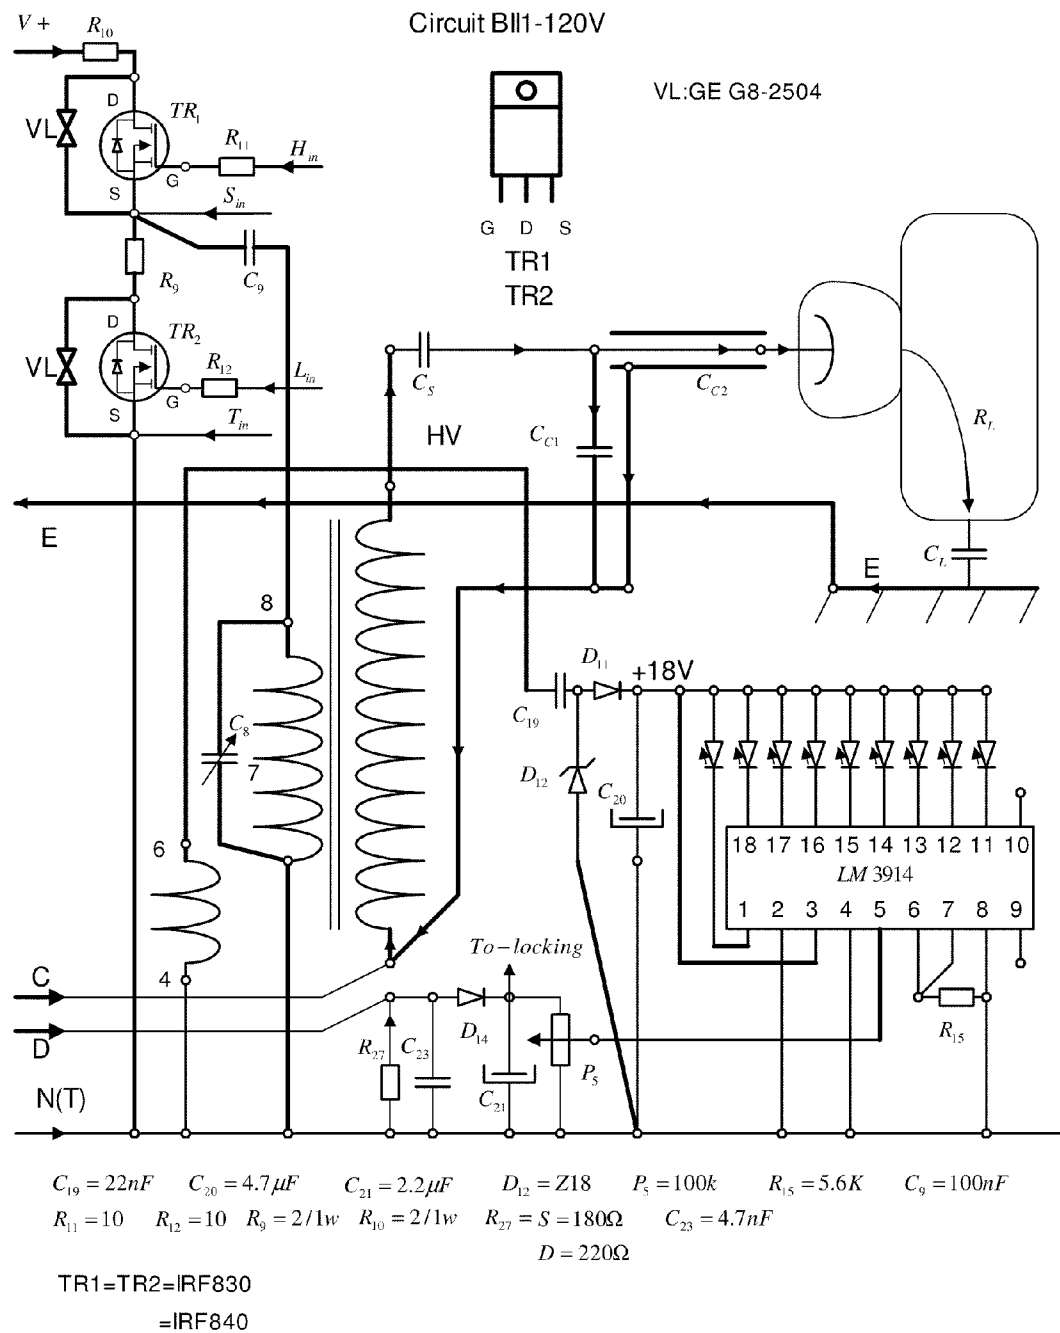 Circuit BII1-120V
V +
R10
VL:GE G8-2504
D
TR1
VL
R11
Hin
S
G
Sin
G D S
TR1
TR2
C9
R9
D
TR2
VL
R12
Lin
S
G
Tin
CS
CC2
RL
HV
CC1
E
CL
E
8
D11
+18V
C19
C8
7
D12
C20
6
18 17 16 15 14 13 12 11 10
LM 3914
1 2 3 4 5 6 7 8 9
To-locking
4
C
D
R27
C23
D14
C21
P5
R15
N(T)
C19 = 22nF C20 = 4.7μF C21 = 2.2μF D12 = Z18 P5 = 100k R15 = 5.6K C9 = 100nF
R11 = 10 R12 = 10 R9 = 2/1w R10 = 2/1w R27 = S = 180Ω C23 = 4.7nF
D = 220Ω
TR1=TR2=IRF830
=IRF840